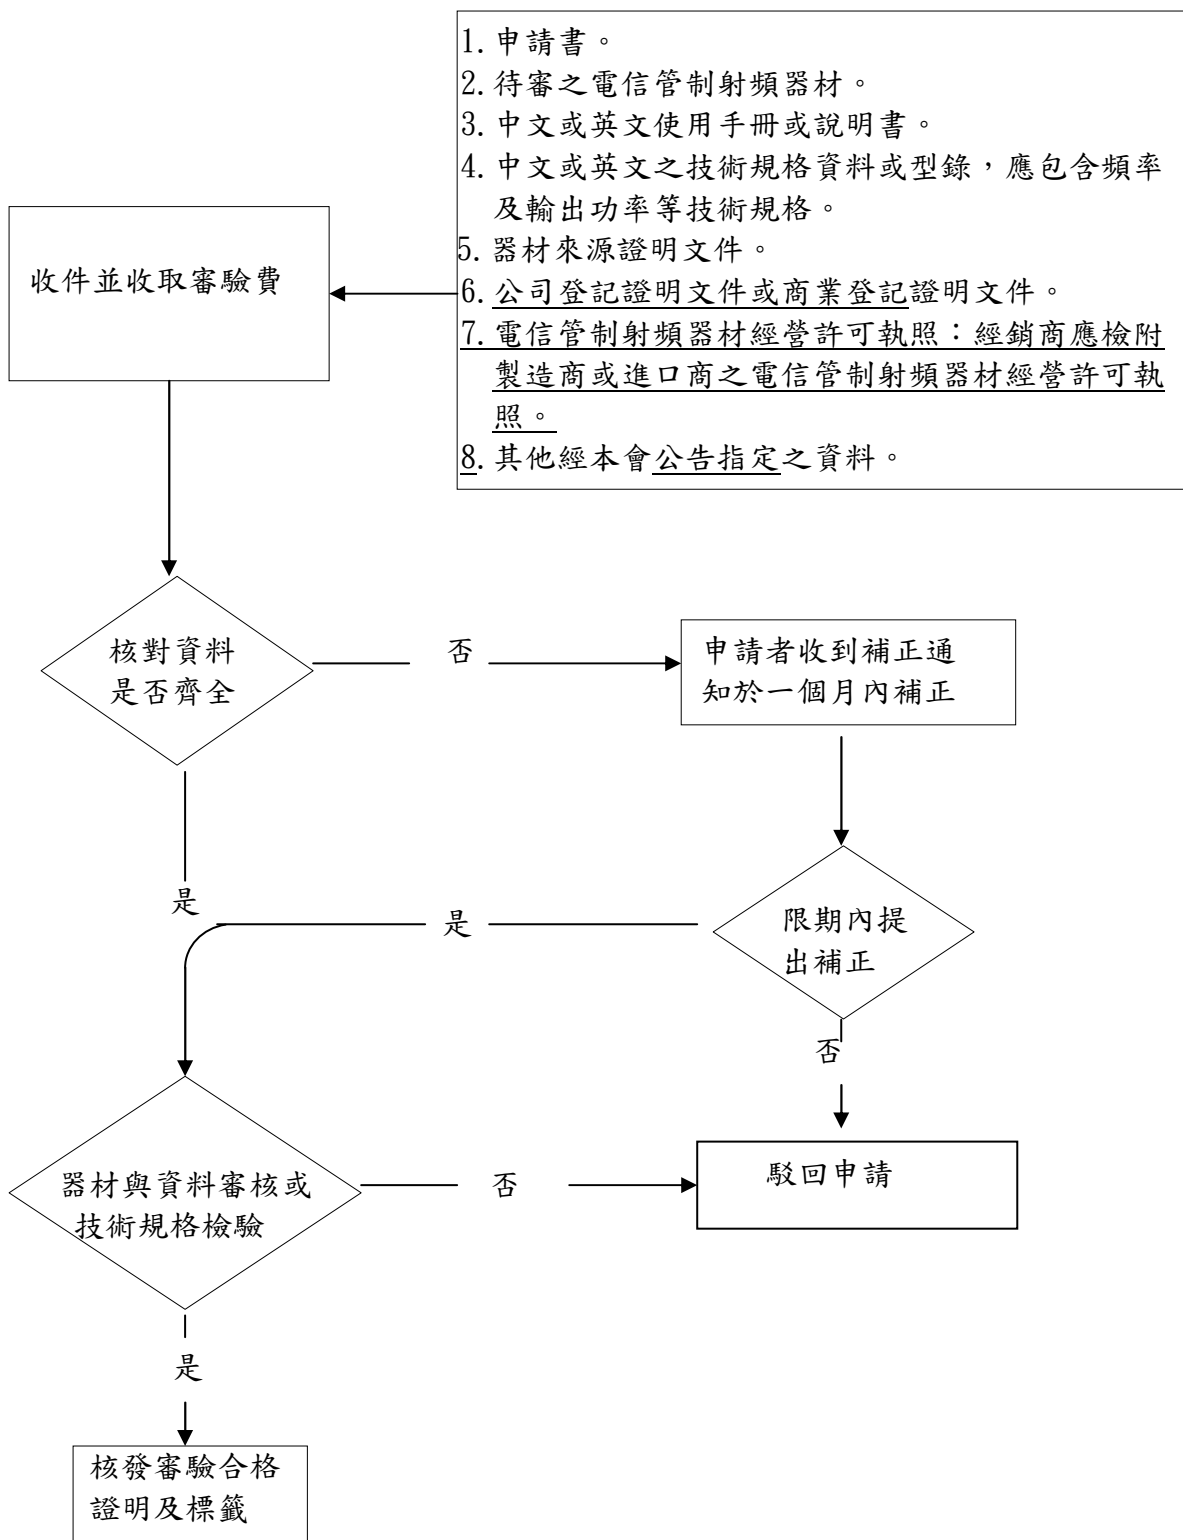 1.申請書。
2.待審之電信管制射頻器材。
3.中文或英文使用手冊或說明書。
4.中文或英文之技術規格資料或型錄，應包含頻率
及輸出功率等技術規格。
5.器材來源證明文件。
6.公司登記證明文件或商業登記證明文件。
7.電信管制射頻器材經營許可執照：經銷商應檢附
製造商或進口商之電信管制射頻器材經營許可執
照。
8.其他經本會公告指定之資料。
收件並收取審驗費
核對資料
是否齊全
否
申請者收到補正通
知於一個月內補正
是
是
限期內提
出補正
否
器材與資料審核或
技術規格檢驗
否
駁回申請
是
核發審驗合格
證明及標籤